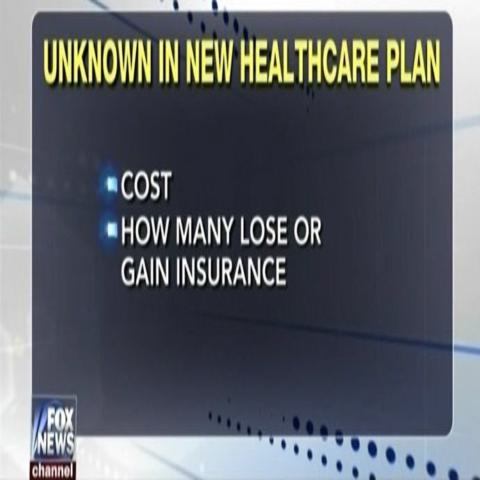 UNKNOWN IN NEW HEALTHCARE PLAN
COST
HOW MANY LOSE OR
GAIN INSURANCE
FOX
NEWS
channel